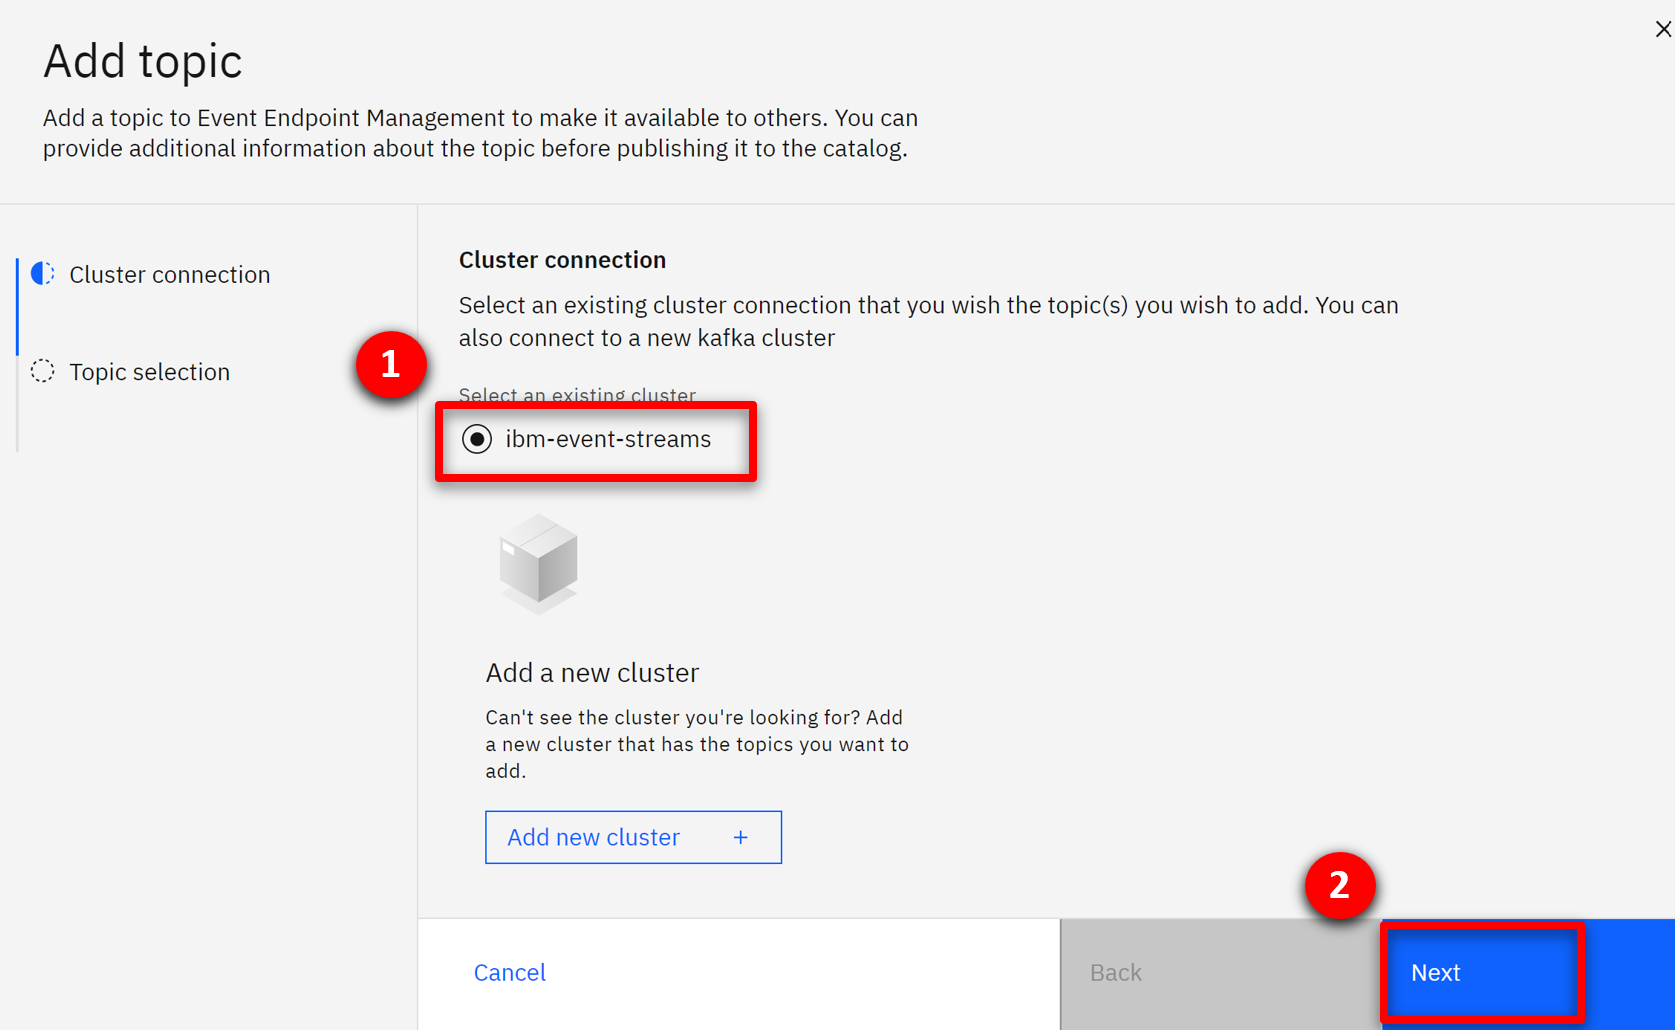 Add topic
Add a topic to Event Endpoint Management to make it available to others. You can
provide additional information about the topic before publishing it to the catalog.
Cluster connection
Topic selection
Cluster connection
Select an existing cluster connection that you wish the topic(s) you wish to add. You can
also connect to a new kafka cluster
1
Select an existing cluster
ibm-event-streams
Add a new cluster
Can't see the cluster you're looking for? Add
a new cluster that has the topics you want to
add.
Add new cluster +
2
Cancel
Back
Next